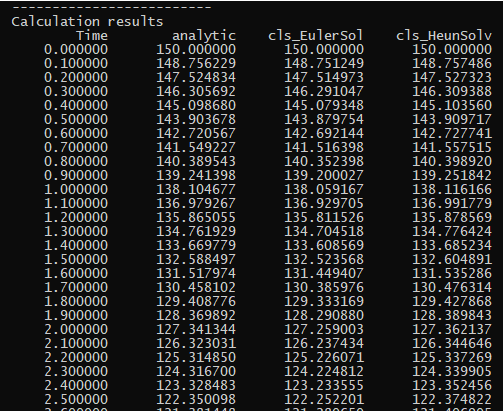 -------------------------
Calculation results
Time analytic cls_EulerSol cls_HeunSolv
0.000000 150.000000 150.000000 150.000000
0.100000 148.756229 148.751249 148.757486
0.200000 147.524834 147.514973 147.527323
0.300000 146.305692 146.291047 146.309388
0.400000 145.098680 145.079348 145.103560
0.500000 143.903678 143.879754 143.909717
0.600000 142.720567 142.692144 142.727741
0.700000 141.549227 141.516398 141.557515
0.800000 140.389543 140.352398 140.398920
0.900000 139.241398 139.200027 139.251842
1.000000 138.104677 138.059167 138.116166
1.100000 136.979267 136.929705 136.991779
1.200000 135.865055 135.811526 135.878569
1.300000 134.761929 134.704518 134.776424
1.400000 133.669779 133.608569 133.685234
1.500000 132.588497 132.523568 132.604891
1.600000 131.517974 131.449407 131.535286
1.700000 130.458102 130.385976 130.476314
1.800000 129.408776 129.333169 129.427868
1.900000 128.369892 128.290880 128.389843
2.000000 127.341344 127.259003 127.362137
2.100000 126.323031 126.237434 126.344646
2.200000 125.314850 125.226071 125.337269
2.300000 124.316700 124.224812 124.339905
2.400000 123.328483 123.233555 123.352456
2.500000 122.350098 122.252201 122.374822